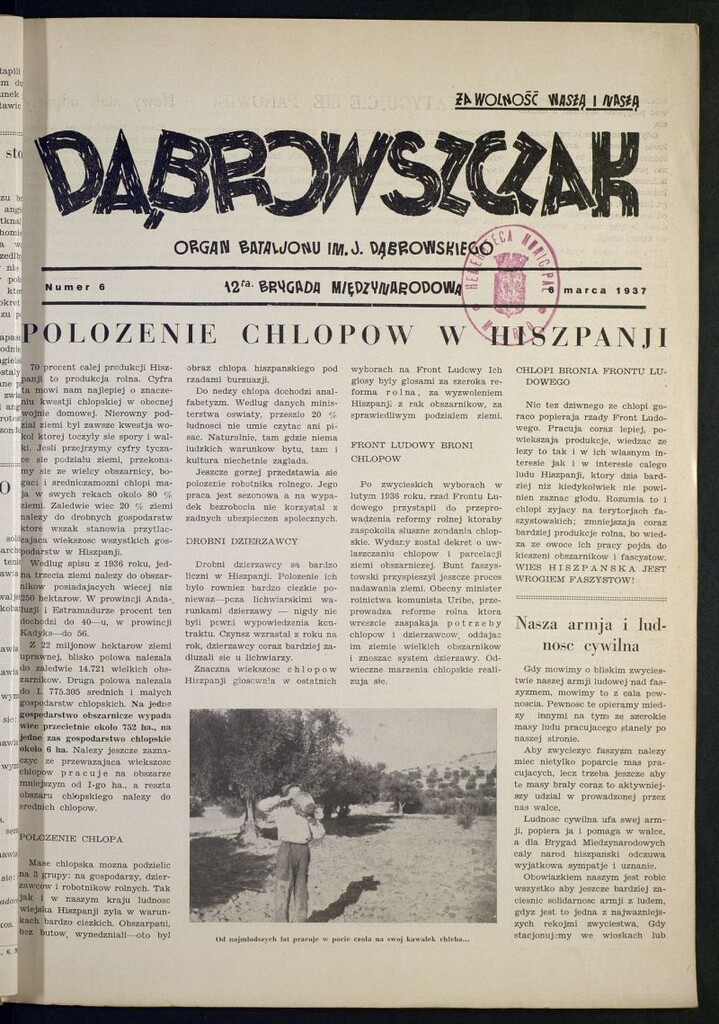 ZA WOLNOŚĆ WASZĄ I NASZĄ
DĄBROWSZCZAK
ORGAN BATALJONU IM. J. DĄBROWSKIEGO
Numer 6
12ra. BRYGADA MIĘDZYNARODOWA
6 marca 1937
HEMEROTECA MUNICIPAL
POLOZENIE CHLOPOW W HISZPANJI
70 procent calej produkcji Hisz-
panji to produkcja rolna. Cyfra
ta mowi nam najlepiej o znacze-
niu kwestji chlopskiej w obecnej
wojnie domowej. Nierowny pod-
zial ziemi byl zawsze kwestja wo-
kol ktorej toczyly sie spory i wal-
ki. Jesli przejrzymy cyfry tycza-
ce sie podzialu ziemi, przekona-
my sie ze wielcy obszarnicy, bo-
gaci i sredniozamozni chlopi ma-
ja w swych rekach okolo 80 %
ziemi. Zaledwie wiec 20 % ziemi
nalezy do drobnych gospodarstw
ktore wszak stanowia przytlac-
zajaca wiekszosc wszystkich gos-
podarstw w Hiszpanji.
Wedlug spisu z 1936 roku, jed-
na trzecia ziemi nalezy do obszar-
nikow posiadajacych wiecej niz
250 hektarow. W prowincji Anda-
luzji i Estramadurze procent ten
dochodzi do 40—u, w prowincji
Kadyks—do 56.
Z 22 miljonow hektarow ziemi
uprawnej, blisko polowa nalezala
do zaledwie 14.721 wielkich obs-
zarnikow. Druga polowa nalezala
do I. 775.305 srednich i malych
gospodarstw chlopskich. Na jedne
gospodarstwo obszarnicze wypada
wiec przecietnie okolo 752 ha., na
jedne zas gospodarstwo chlopskie
okolo 6 ha. Nalezy jeszcze zazna-
czyc ze przewazajaca wiekszosc
chlopow pracuje na obszarze
mniejszym od I-go ha., a reszta
obszaru chlopskiego nalezy do
srednich chlopow.
POLOZENIE CHLOPA
Mase chlopska mozna podzielic
na 3 grupy: na gospodarzy, dzier-
zawcow i robotnikow rolnych. Tak
jak i w naszym kraju ludnosc
wiejska Hiszpanji zyla w warun-
kach bardzo ciezkich. Obszarpani,
bez butow, wynedzniali—oto byl
obraz chlopa hiszpanskiego pod
rzadami burzuazji.
Do nedzy chlopa dochodzi anal-
fabetyzm. Wedlug danych minis-
terstwa oswiaty, przeszlo 20 %
ludnosci nie umie czytac ani pi-
sac. Naturalnie, tam gdzie niema
ludzkich warunkow bytu, tam i
kultura niechetnie zaglada.
Jeszcze gorzej przedstawia sie
polozenie robotnika rolnego. Jego
praca jest sezonowa a na wypa-
dek bezrobocia nie korzystal z
zadnych ubezpieczen spolecznych.
DROBNI DZIERZAWCY
Drobni dzierzawcy sa bardzo
liczni w Hiszpanji. Polozenie ich
bylo rowniez bardzo ciezkie po-
niewaz—poza lichwiarskimi wa-
runkami dzierzawy — nigdy nie
byli pewni wypowiedzenia kon-
traktu. Czynsz wzrastal z roku na
rok, dzierzawcy coraz bardziej za-
dluzali sie u lichwiarzy.
Znaczna wiekszosc chlopow
Hiszpanji glosowala w ostatnich
wyborach na Front Ludowy Ich
glosy byly glosami za szeroka re-
forma rolna, za wyzwoleniem
Hiszpanji z rak obszarnikow, za
sprawiedliwym podzialem ziemi.
FRONT LUDOWY BRONI
CHLOPOW
Po zwycieskich wyborach w
lutym 1936 roku, rzad Frontu Lu-
dowego przystapil do przepro-
wadzenia reformy rolnej ktoraby
zaspokoila sluszne zondania chlop-
skie. Wydany zostal dekret o uw-
laszczaniu chlopow i parcelacji
ziemi obszarniczej. Bunt faszys-
towski przyspieszyl jeszcze proces
nadawania ziemi. Obecny minister
rolnictwa komunista Uribe, prze-
prowadza reforme rolna ktora
wreszcie zaspakaja potrzeby
chlopow i dzierzawcow, oddajac
im ziemie wielkich obszarnikow
i znoszac system dzierzawy. Od-
wieczne marzenia chlopskie reali-
zuja sie.
CHLOPI BRONIA FRONTU LU-
DOWEGO
Nic tez dziwnego ze chlopi go-
raco popieraja rzady Front Ludo-
wego. Pracuja coraz lepiej, po-
wiekszaja produkcje, wiedzac ze
lezy to tak i w ich wlasnym in-
teresie jak i w interesie calego
ludu Hiszpanji, ktory dzis bard-
ziej niz kiedykolwiek nie powi-
nien zaznac glodu. Rozumia to i
chlopi zyjacy na terytorjach fa-
szystowskich; zmniejszaja coraz
bardziej produkcje rolna, bo wied-
za ze owoce ich pracy pojda do
kieszeni obszarnikow i fascystow.
WIES HISZPANSKA JEST
WROGIEM FASZYSTOW!
Nasza armja i lud-
nosc cywilna
Gdy mowimy o bliskim zwycies-
twie naszej armji ludowej nad fas-
zyzmem, mowimy to z cala pew-
noscia. Pewnosc te opieramy mied-
zy innymi na tym ze szerokie
masy ludu pracujacego stanely po
naszej stronie.
Aby zwyciezyc faszyzm nalezy
miec nietylko poparcie mas pra-
cujacych, lecz trzeba jeszcze aby
te masy braly coraz to aktywniej-
szy udzial w prowadzonej przez
nas walce.
Ludnosc cywilna ufa swej arm-
ji, popiera ja i pomaga w walce,
a dla Brygad Miedzynarodowych
caly narod hiszpanski odczuwa
wyjatkowa sympatje i uznanie.
Obowiazkiem naszym jest robic
wszystko aby jeszcze bardziej za-
ciesnic solidarnosc armji z ludem,
gdyz jest to jedna z najwazniejs-
zych rekojmi zwyciestwa. Gdy
stacjonujemy we wioskach lub
Od najmlodszych lat pracuje w pocie czola na swoj kawalek chleba...